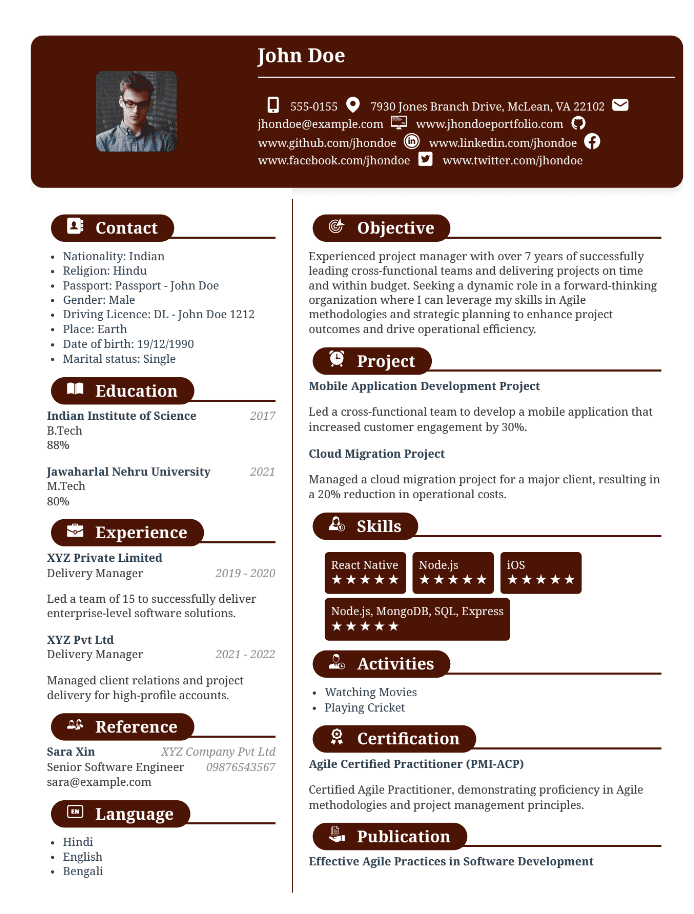 John Doe
555-0155 7930 Jones Branch Drive, McLean, VA 22102
jhondoe@example.com www.jhondoeportfolio.com
www.github.com/jhondoe www.linkedin.com/jhondoe
www.facebook.com/jhondoe www.twitter.com/jhondoe
Contact
• Nationality: Indian
• Religion: Hindu
• Passport: Passport - John Doe
• Gender: Male
• Driving Licence: DL - John Doe 1212
• Place: Earth
• Date of birth: 19/12/1990
• Marital status: Single
Education
Indian Institute of Science 2017
B.Tech
88%
Jawaharlal Nehru University 2021
M.Tech
80%
Experience
XYZ Private Limited
Delivery Manager 2019 - 2020
Led a team of 15 to successfully deliver
enterprise-level software solutions.
XYZ Pvt Ltd
Delivery Manager 2021 - 2022
Managed client relations and project
delivery for high-profile accounts.
Reference
Sara Xin XYZ Company Pvt Ltd
Senior Software Engineer 09876543567
sara@example.com
EN Language
• Hindi
• English
• Bengali
Objective
Experienced project manager with over 7 years of successfully
leading cross-functional teams and delivering projects on time
and within budget. Seeking a dynamic role in a forward-thinking
organization where I can leverage my skills in Agile
methodologies and strategic planning to enhance project
outcomes and drive operational efficiency.
Project
Mobile Application Development Project
Led a cross-functional team to develop a mobile application that
increased customer engagement by 30%.
Cloud Migration Project
Managed a cloud migration project for a major client, resulting in
a 20% reduction in operational costs.
Skills
React Native Node.js iOS
★★★★★ ★★★★★ ★★★★★
Node.js, MongoDB, SQL, Express
★★★★★
Activities
• Watching Movies
• Playing Cricket
Certification
Agile Certified Practitioner (PMI-ACP)
Certified Agile Practitioner, demonstrating proficiency in Agile
methodologies and project management principles.
Publication
Effective Agile Practices in Software Development